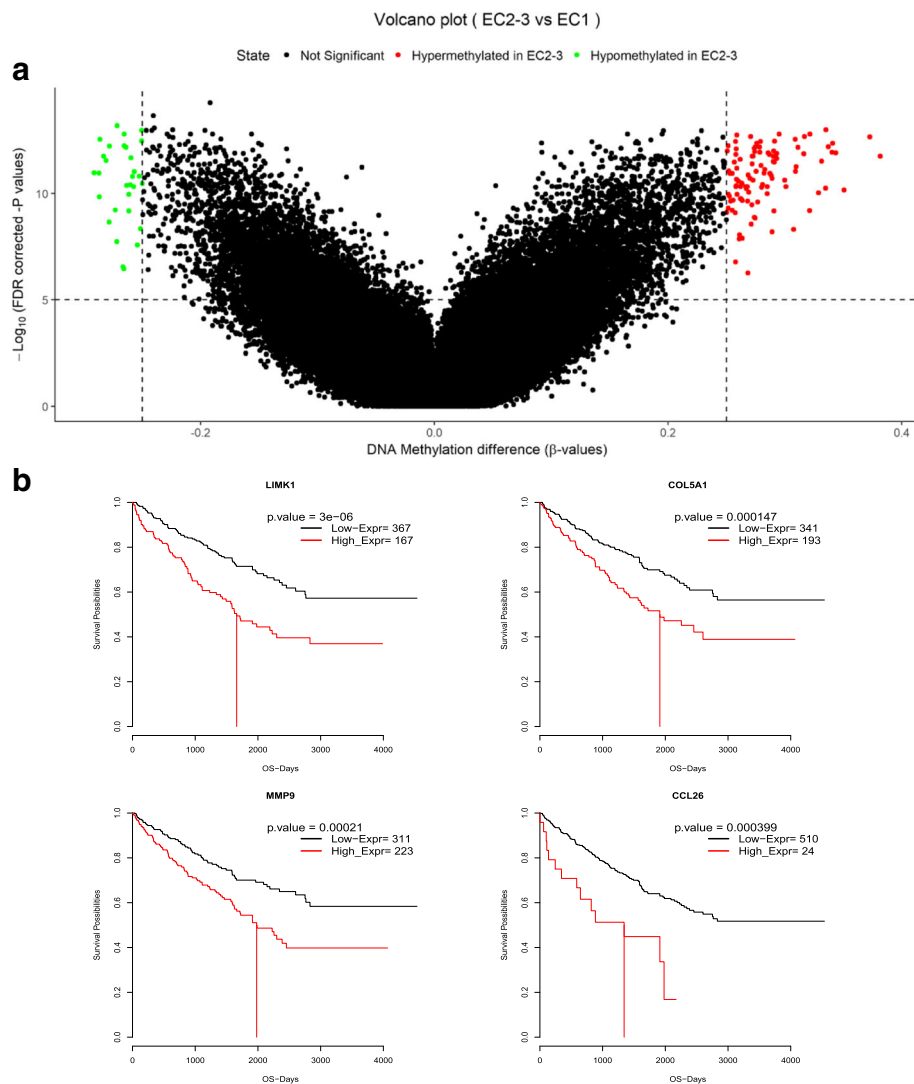 Volcano plot ( EC2-3 vs EC1 )
State Not Significant Hypermethylated in EC2-3 Hypomethylated in EC2-3
a
10
5
0
-0.2 0.0 0.2 0.4
−Log10 (FDR corrected -P values)
DNA Methylation difference (β-values)
b
LIMK1
p.value = 3e−06
Low−Expr= 367
High_Expr= 167
Survival Possibilities
0.0 0.2 0.4 0.6 0.8 1.0
0 1000 2000 3000 4000
OS−Days
COL5A1
p.value = 0.000147
Low−Expr= 341
High_Expr= 193
Survival Possibilities
0.0 0.2 0.4 0.6 0.8 1.0
0 1000 2000 3000 4000
OS−Days
MMP9
p.value = 0.00021
Low−Expr= 311
High_Expr= 223
Survival Possibilities
0.0 0.2 0.4 0.6 0.8 1.0
0 1000 2000 3000 4000
OS−Days
CCL26
p.value = 0.000399
Low−Expr= 510
High_Expr= 24
Survival Possibilities
0.0 0.2 0.4 0.6 0.8 1.0
0 1000 2000 3000 4000
OS−Days